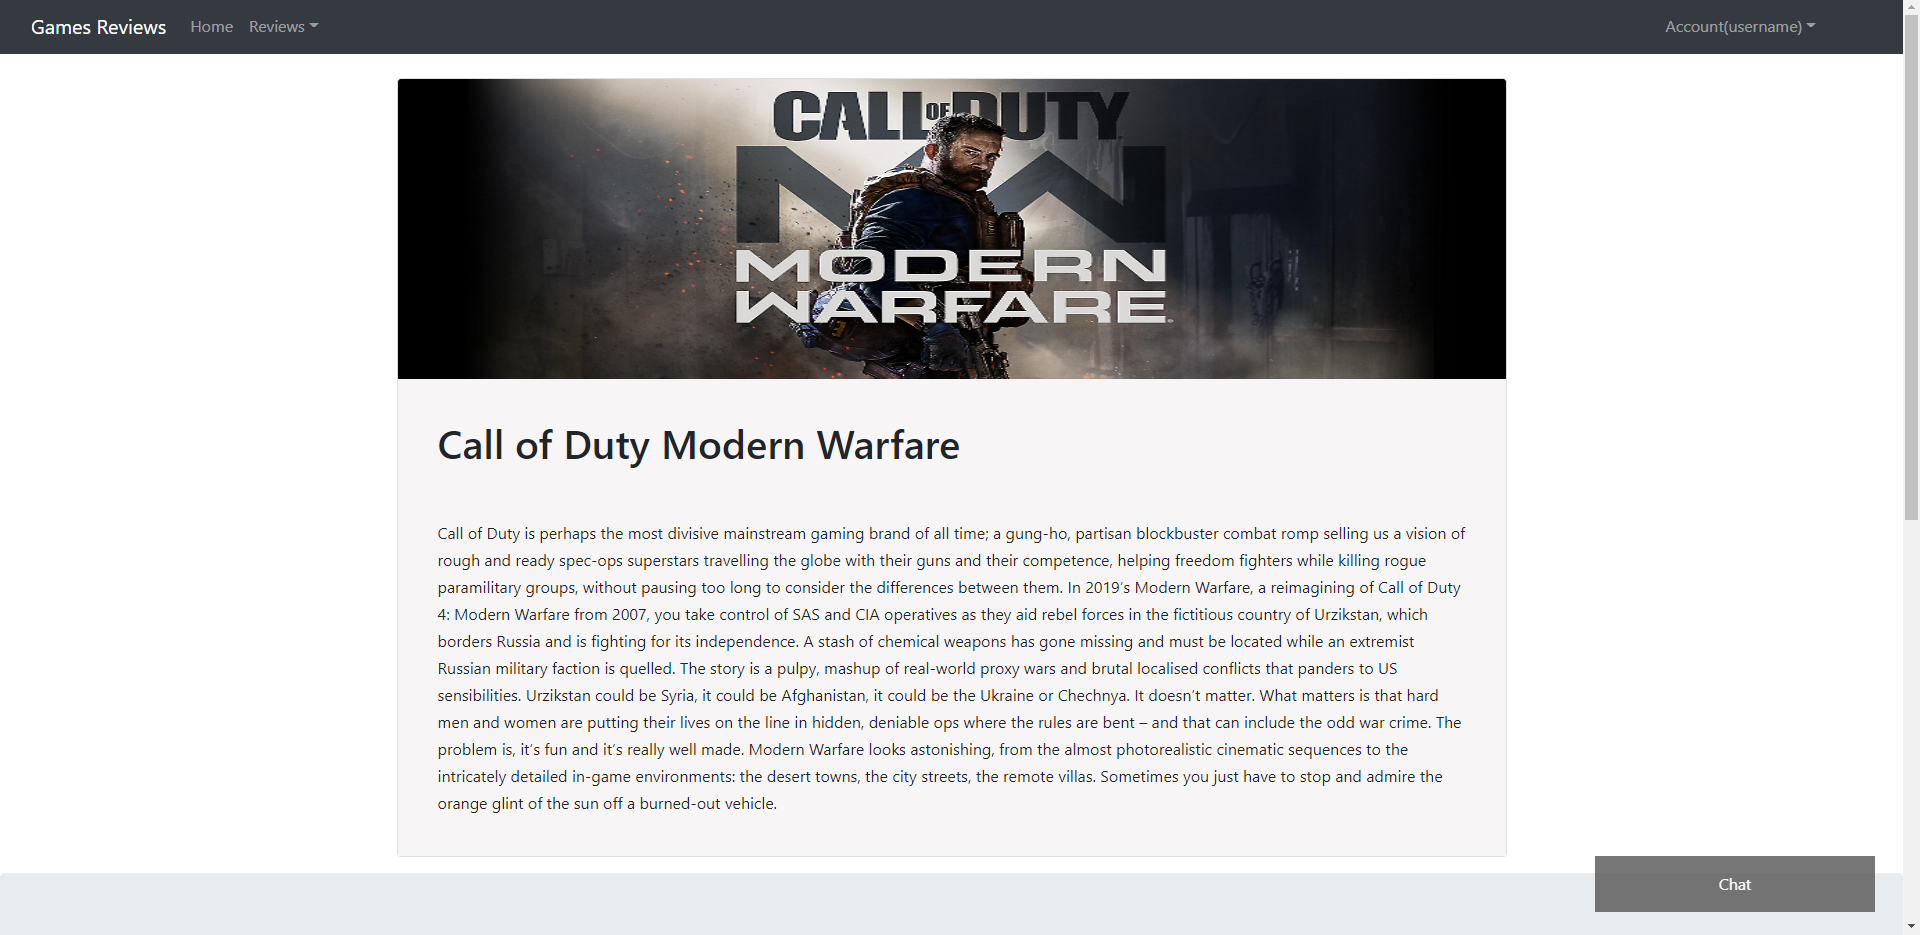 Games Reviews Home Reviews Account(username)
CALL OF DUTY
MODERN
WARFARE
Call of Duty Modern Warfare
Call of Duty is perhaps the most divisive mainstream gaming brand of all time; a gung-ho, partisan blockbuster combat romp selling us a vision of
rough and ready spec-ops superstars travelling the globe with their guns and their competence, helping freedom fighters while killing rogue
paramilitary groups, without pausing too long to consider the differences between them. In 2019’s Modern Warfare, a reimagining of Call of Duty
4: Modern Warfare from 2007, you take control of SAS and CIA operatives as they aid rebel forces in the fictitious country of Urzikstan, which
borders Russia and is fighting for its independence. A stash of chemical weapons has gone missing and must be located while an extremist
Russian military faction is quelled. The story is a pulpy, mashup of real-world proxy wars and brutal localised conflicts that panders to US
sensibilities. Urzikstan could be Syria, it could be Afghanistan, it could be the Ukraine or Chechnya. It doesn’t matter. What matters is that hard
men and women are putting their lives on the line in hidden, deniable ops where the rules are bent – and that can include the odd war crime. The
problem is, it’s fun and it’s really well made. Modern Warfare looks astonishing, from the almost photorealistic cinematic sequences to the
intricately detailed in-game environments: the desert towns, the city streets, the remote villas. Sometimes you just have to stop and admire the
orange glint of the sun off a burned-out vehicle.
Chat